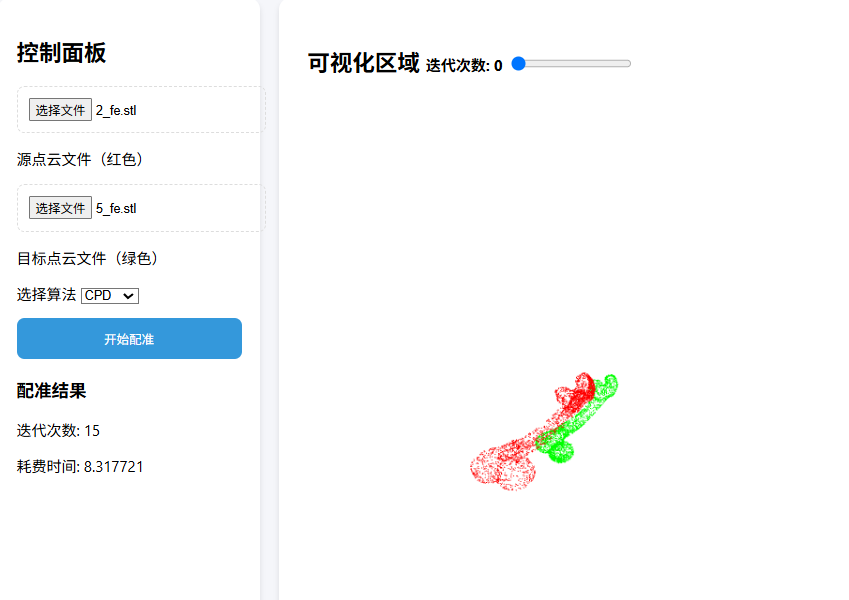 控制面板
选择文件 2_fe.stl
源点云文件（红色）
选择文件 5_fe.stl
目标点云文件（绿色）
选择算法 CPD
开始配准
配准结果
迭代次数: 15
耗费时间: 8.317721
可视化区域 迭代次数: 0